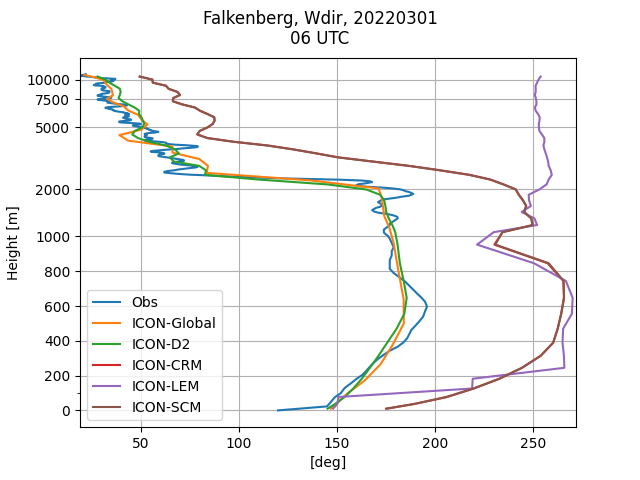 Falkenberg, Wdir, 20220301
06 UTC
10000
7500
5000
2000
1000
800
600
400
200
0
Height [m]
Obs
ICON-Global
ICON-D2
ICON-CRM
ICON-LEM
ICON-SCM
50
100
150
200
250
[deg]